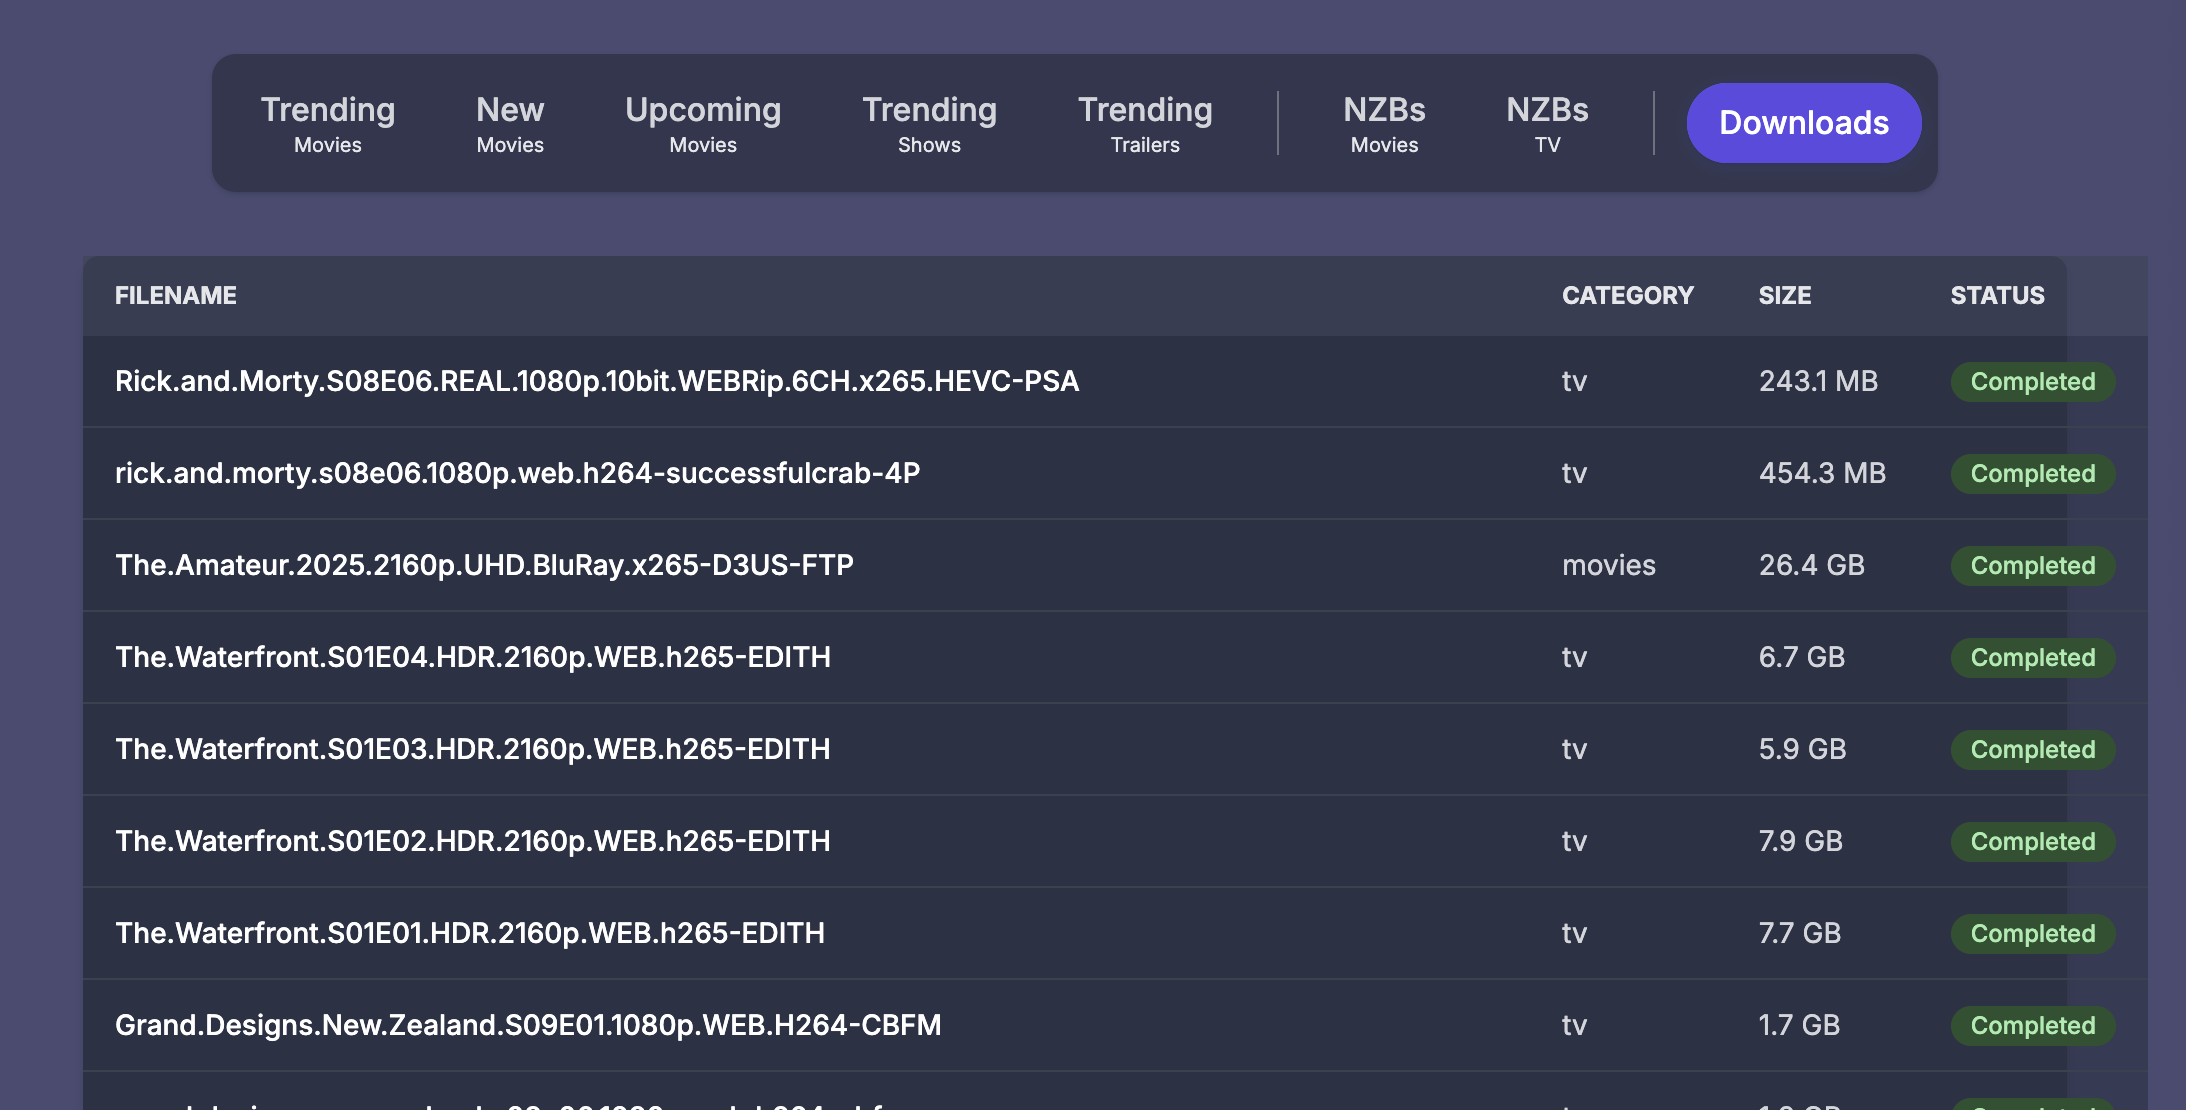 Trending New Upcoming Trending Trending NZBs NZBs Downloads
Movies Movies Movies Shows Trailers Movies TV
FILENAME CATEGORY SIZE STATUS
Rick.and.Morty.S08E06.REAL.1080p.10bit.WEBRip.6CH.x265.HEVC-PSA tv 243.1 MB Completed
rick.and.morty.s08e06.1080p.web.h264-successfulcrab-4P tv 454.3 MB Completed
The.Amateur.2025.2160p.UHD.BluRay.x265-D3US-FTP movies 26.4 GB Completed
The.Waterfront.S01E04.HDR.2160p.WEB.h265-EDITH tv 6.7 GB Completed
The.Waterfront.S01E03.HDR.2160p.WEB.h265-EDITH tv 5.9 GB Completed
The.Waterfront.S01E02.HDR.2160p.WEB.h265-EDITH tv 7.9 GB Completed
The.Waterfront.S01E01.HDR.2160p.WEB.h265-EDITH tv 7.7 GB Completed
Grand.Designs.New.Zealand.S09E01.1080p.WEB.H264-CBFM tv 1.7 GB Completed